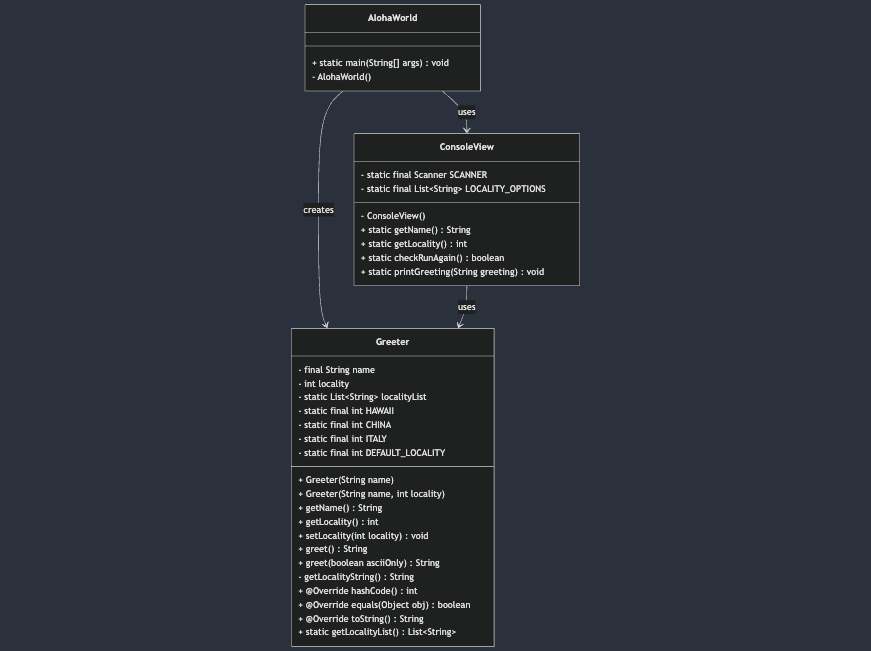 AlohaWorld
+ static main(String[] args) : void
- AlohaWorld()
uses
ConsoleView
- static final Scanner SCANNER
- static final List<String> LOCALITY_OPTIONS
- ConsoleView()
+ static getName() : String
+ static getLocality() : int
+ static checkRunAgain() : boolean
+ static printGreeting(String greeting) : void
creates
uses
Greeter
- final String name
- int locality
- static List<String> localityList
- static final int HAWAII
- static final int CHINA
- static final int ITALY
- static final int DEFAULT_LOCALITY
+ Greeter(String name)
+ Greeter(String name, int locality)
+ getName() : String
+ getLocality() : int
+ setLocality(int locality) : void
+ greet() : String
+ greet(boolean asciiOnly) : String
- getLocalityString() : String
+ @Override hashCode() : int
+ @Override equals(Object obj) : boolean
+ @Override toString() : String
+ static getLocalityList() : List<String>